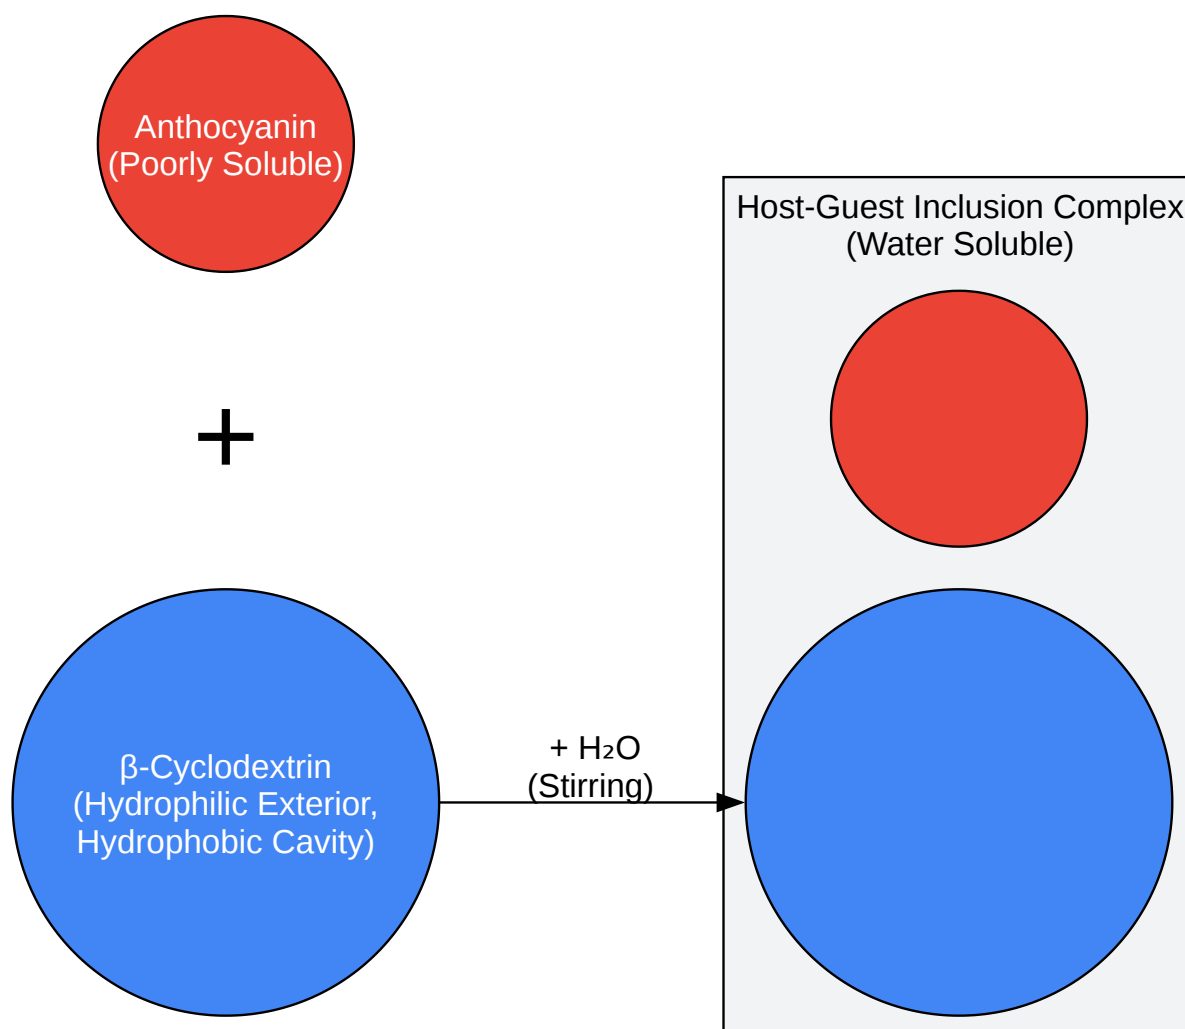 Anthocyanin
(Poorly Soluble)
+
β-Cyclodextrin
(Hydrophilic Exterior,
Hydrophobic Cavity)
+ H₂O
(Stirring)
Host-Guest Inclusion Complex
(Water Soluble)